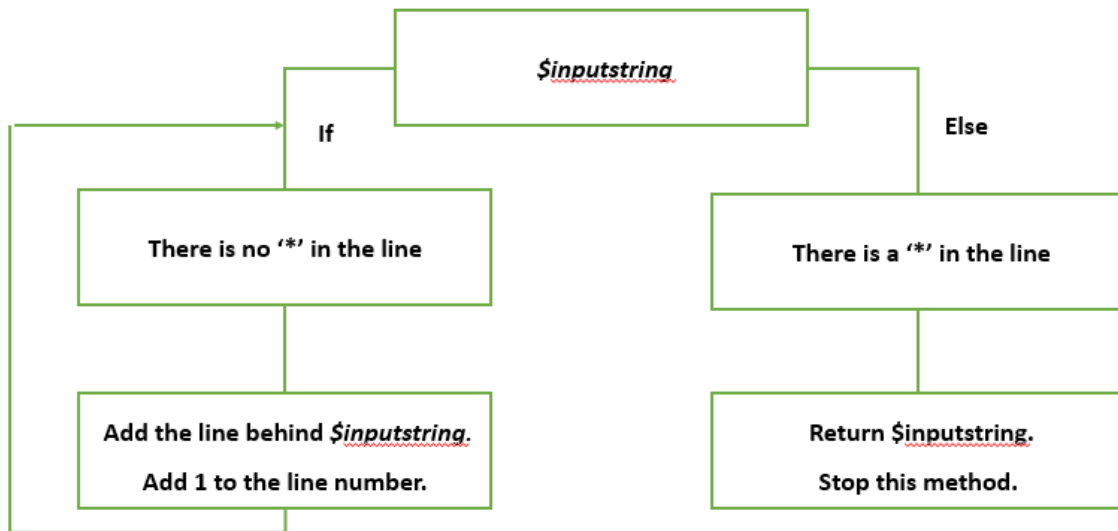 $inputstring
If
Else
There is no ‘*’ in the line
There is a ‘*’ in the line
Add the line behind $inputstring.
Add 1 to the line number.
Return $inputstring.
Stop this method.